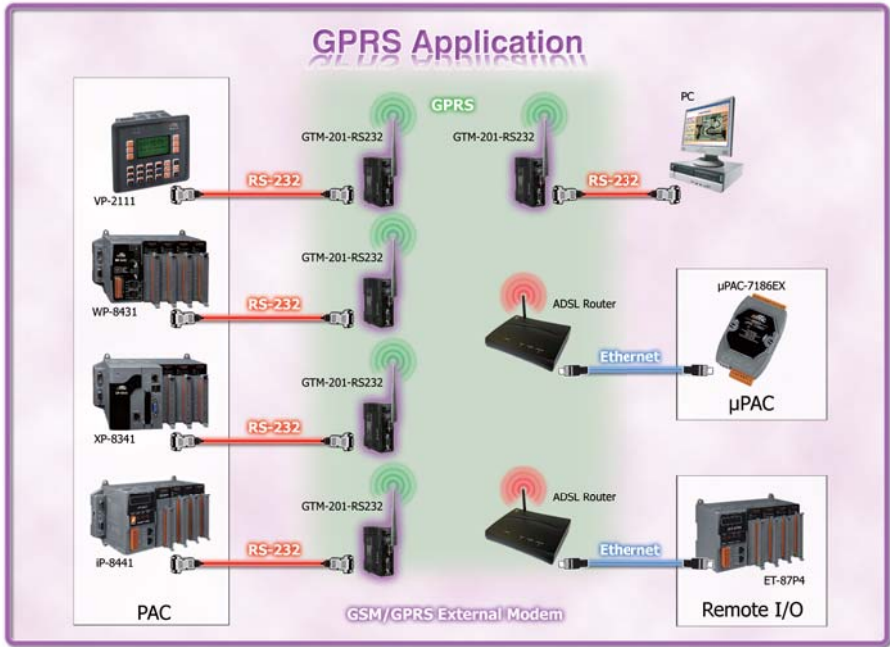 GPRS Application
GPRS
PC
GTM-201-RS232
GTM-201-RS232
RS-232
RS-232
VP-2111
GTM-201-RS232
µPAC-7186EX
ADSL Router
RS-232
WP-8431
Ethernet
GTM-201-RS232
µPAC
RS-232
XP-8341
GTM-201-RS232
ADSL Router
RS-232
Ethernet
iP-8441
ET-87P4
PAC
GSM/GPRS External Modem
Remote I/O